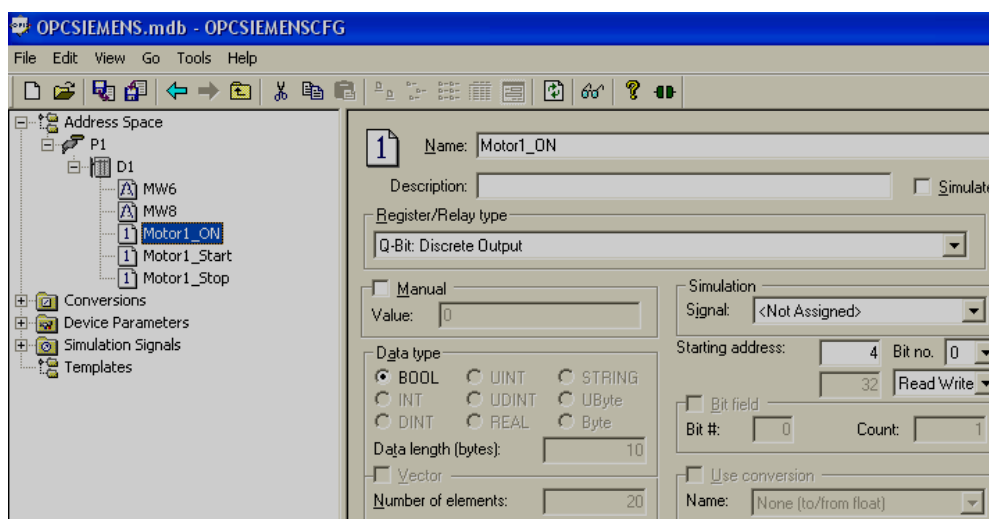 OPCSIEMENS.mdb - OPCSIEMENSCFG
File Edit View Go Tools Help
Address Space
P1
D1
MW6
MW8
Motor1_ON
Motor1_Start
Motor1_Stop
Conversions
Device Parameters
Simulation Signals
Templates
1 Name: Motor1_ON
Description: Simulate
Register/Relay type
Q-Bit: Discrete Output
Manual
Value: 0
Simulation
Signal: <Not Assigned>
Data type
BOOL UINT STRING
INT UDINT UByte
DINT REAL Byte
Data length (bytes): 10
Vector
Number of elements: 20
Starting address: 4 Bit no. 0
32 Read Write
Bit field
Bit #: 0 Count: 1
Use conversion
Name: None (to/from float)